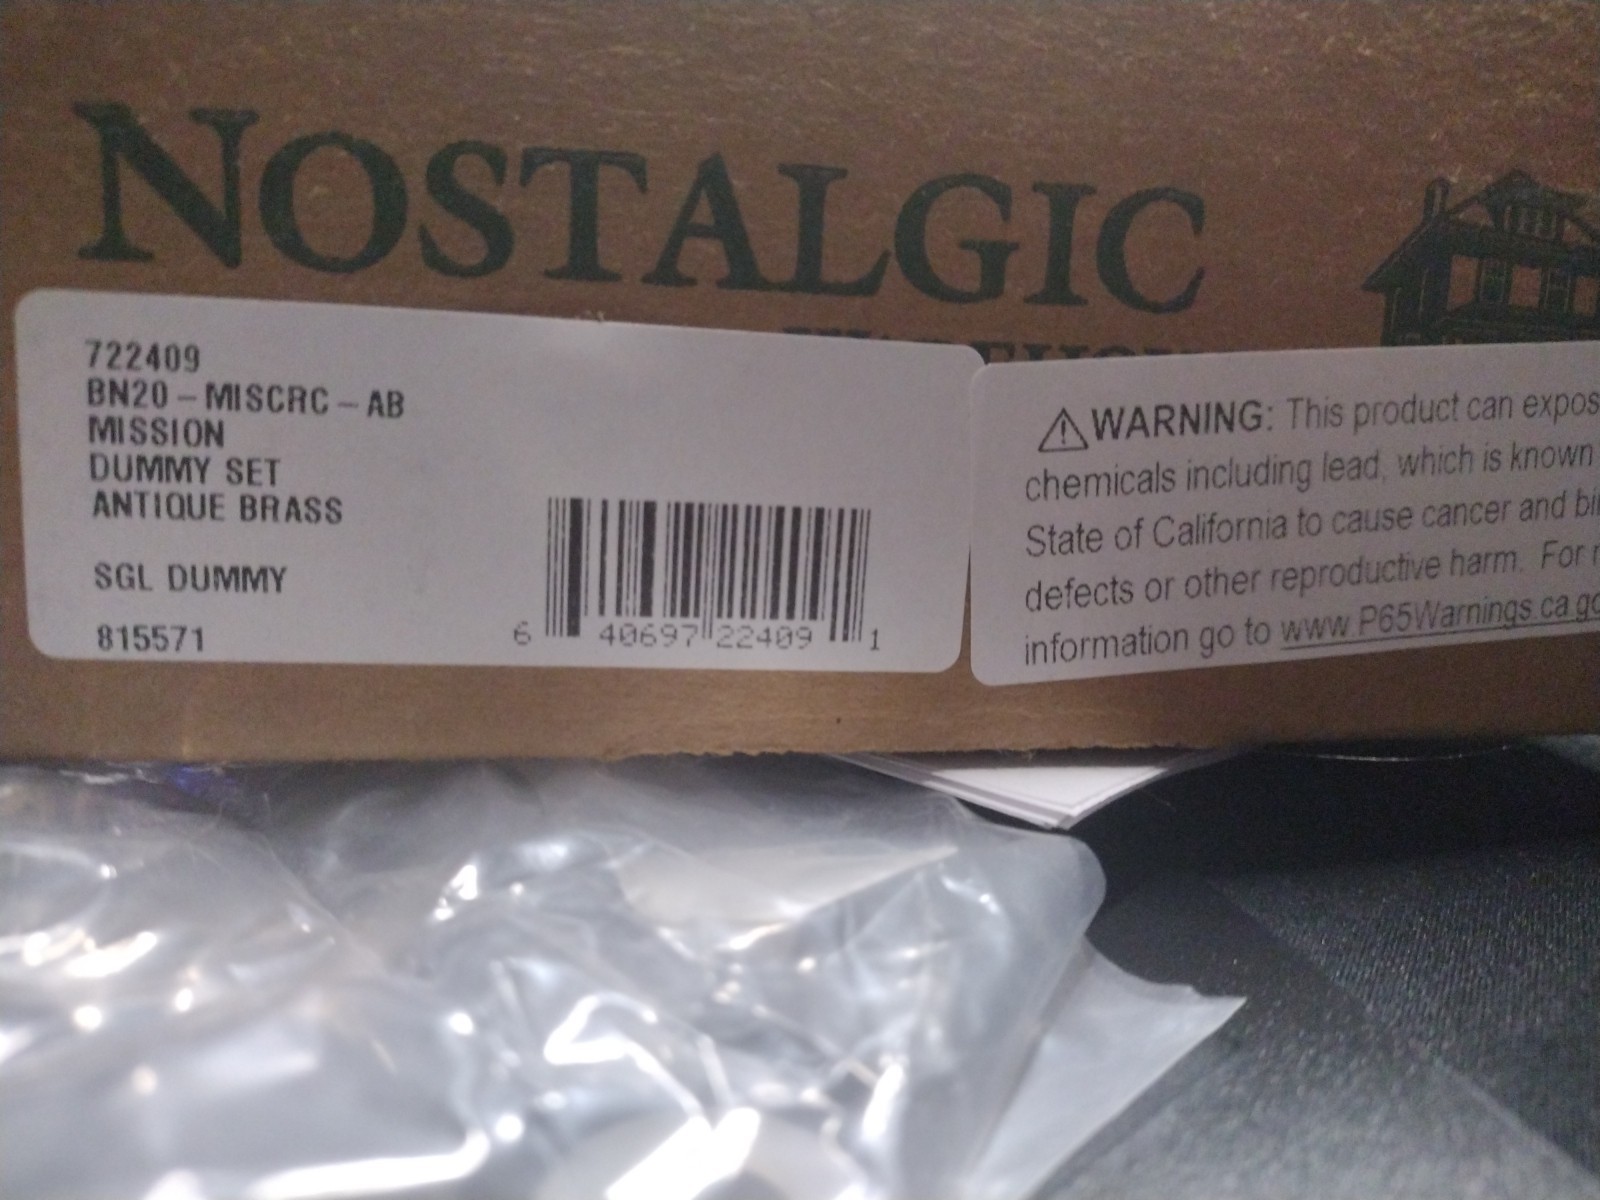 NOSTALGIC
722409
BN20-MISCRC-AB
MISSION
DUMMY SET
ANTIQUE BRASS
SGL DUMMY
815571
6 40697 22409 1
⚠WARNING: This product can expos
chemicals including lead, which is known
State of California to cause cancer and bi
defects or other reproductive harm. For
information go to www.P65Warnings.ca.go